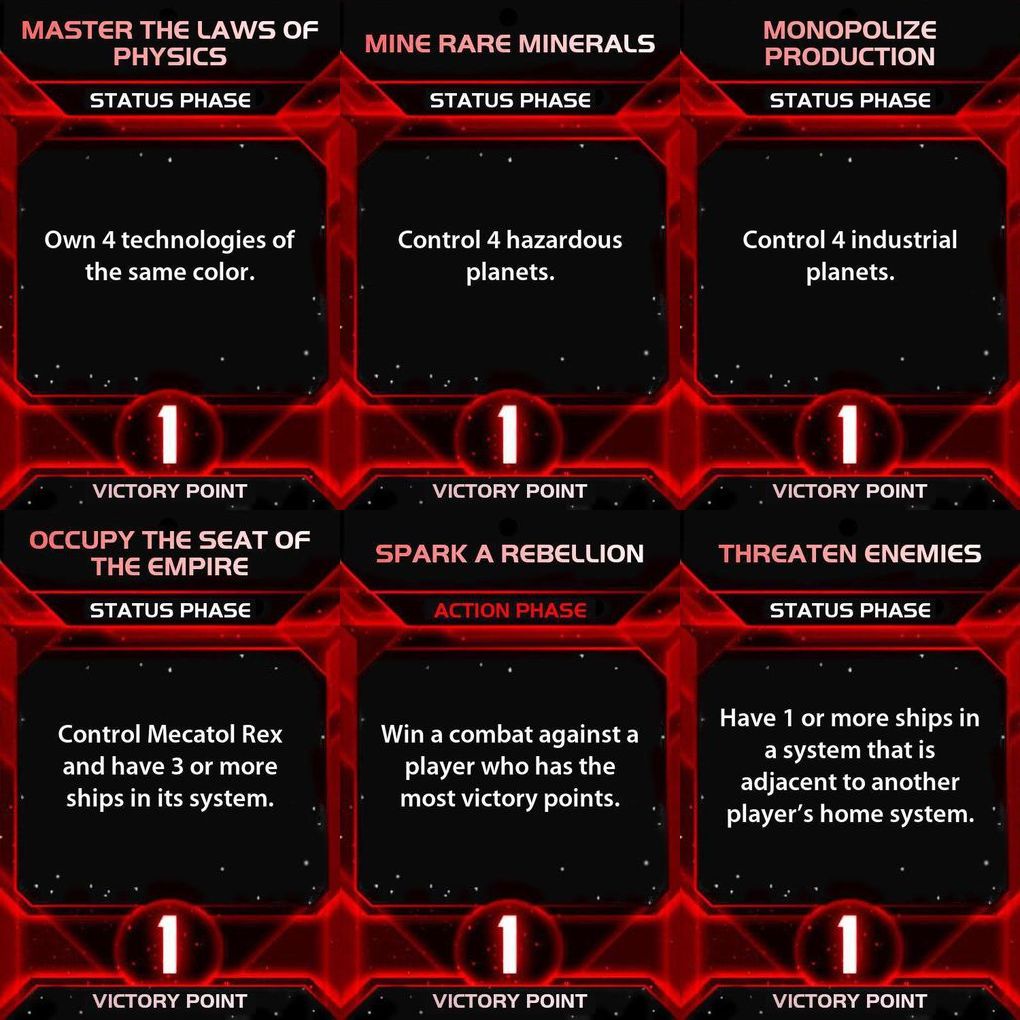 MASTER THE LAWS OF
PHYSICS
STATUS PHASE
Own 4 technologies of
the same color.
1
VICTORY POINT
MINE RARE MINERALS
STATUS PHASE
Control 4 hazardous
planets.
1
VICTORY POINT
MONOPOLIZE
PRODUCTION
STATUS PHASE
Control 4 industrial
planets.
1
VICTORY POINT
OCCUPY THE SEAT OF
THE EMPIRE
STATUS PHASE
Control Mecatol Rex
and have 3 or more
ships in its system.
1
VICTORY POINT
SPARK A REBELLION
ACTION PHASE
Win a combat against a
player who has the
most victory points.
1
VICTORY POINT
THREATEN ENEMIES
STATUS PHASE
Have 1 or more ships in
a system that is
adjacent to another
player’s home system.
1
VICTORY POINT